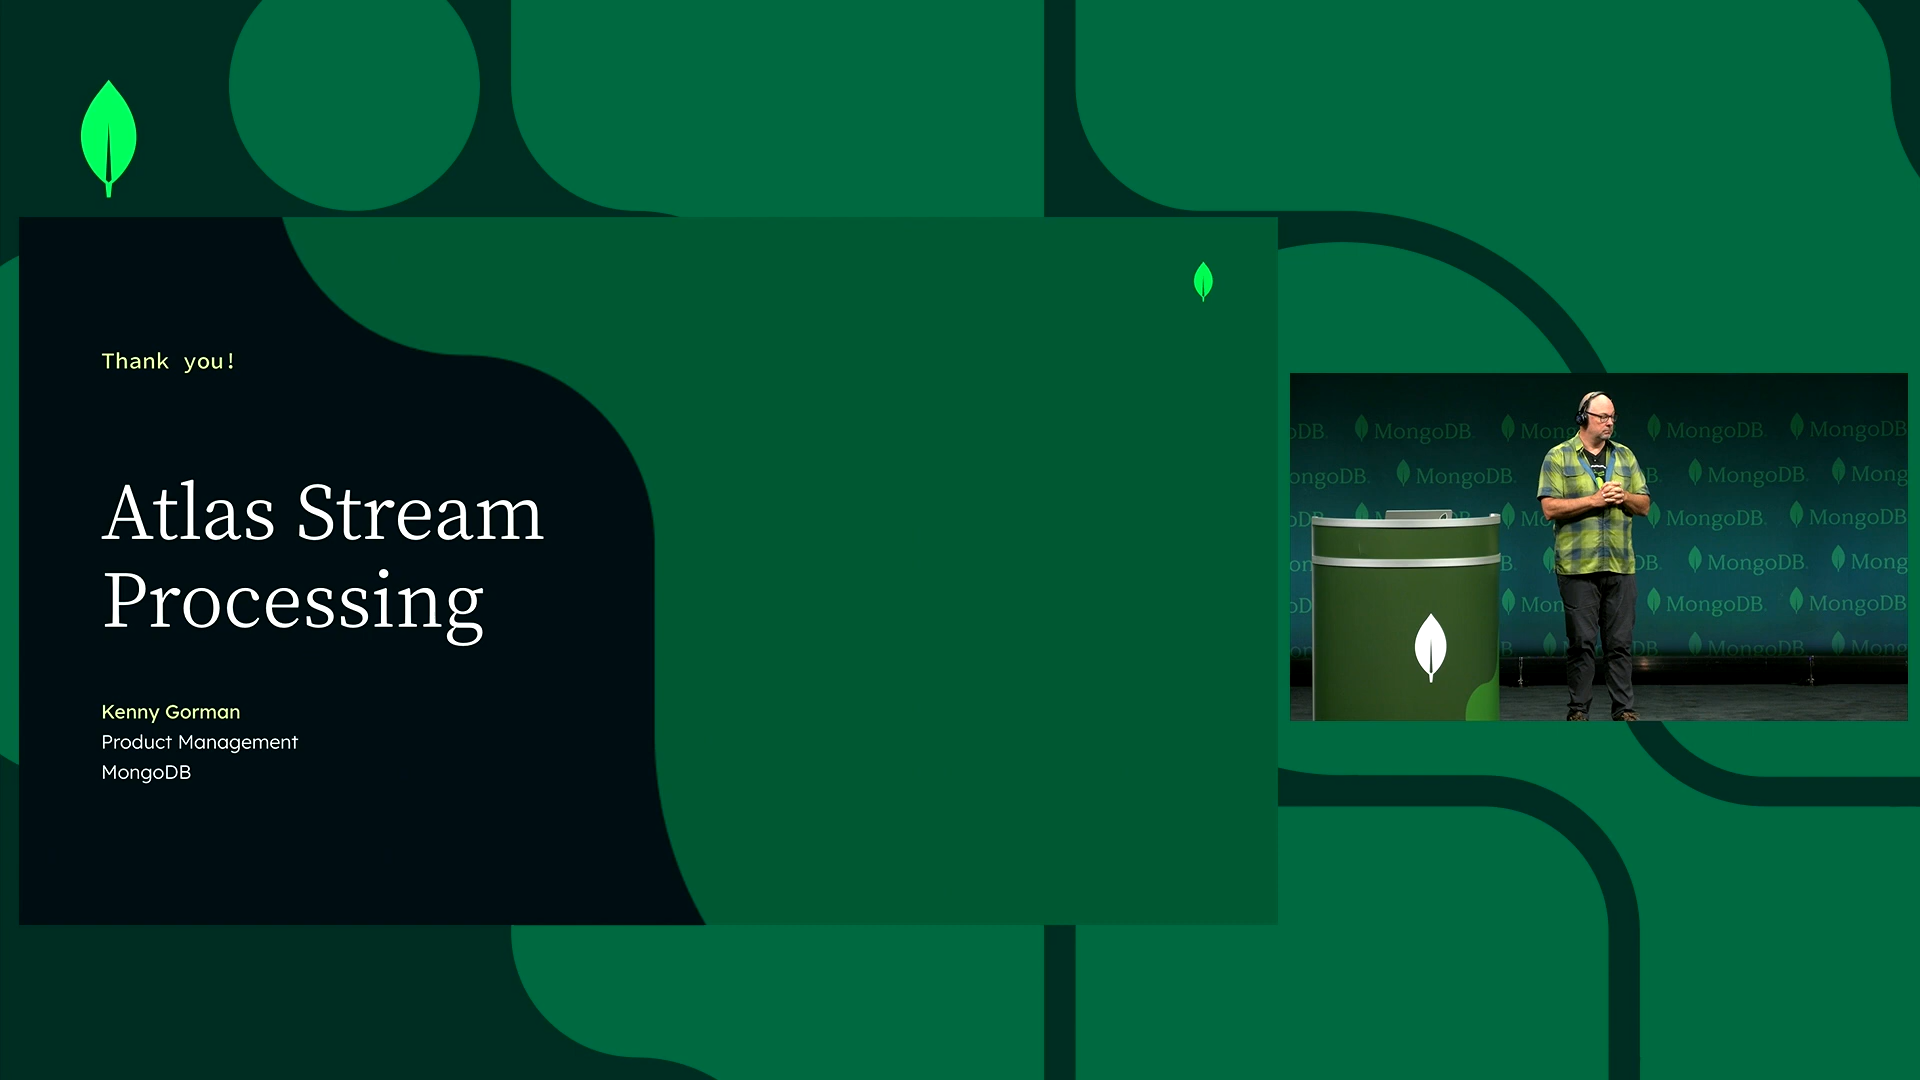 Thank you!
Atlas Stream
Processing
Kenny Gorman
Product Management
MongoDB
MongoDB MongoDB MongoDB
MongoDB MongoDB
MongoDB MongoDB
MongoDB
MongoDB MongoDB